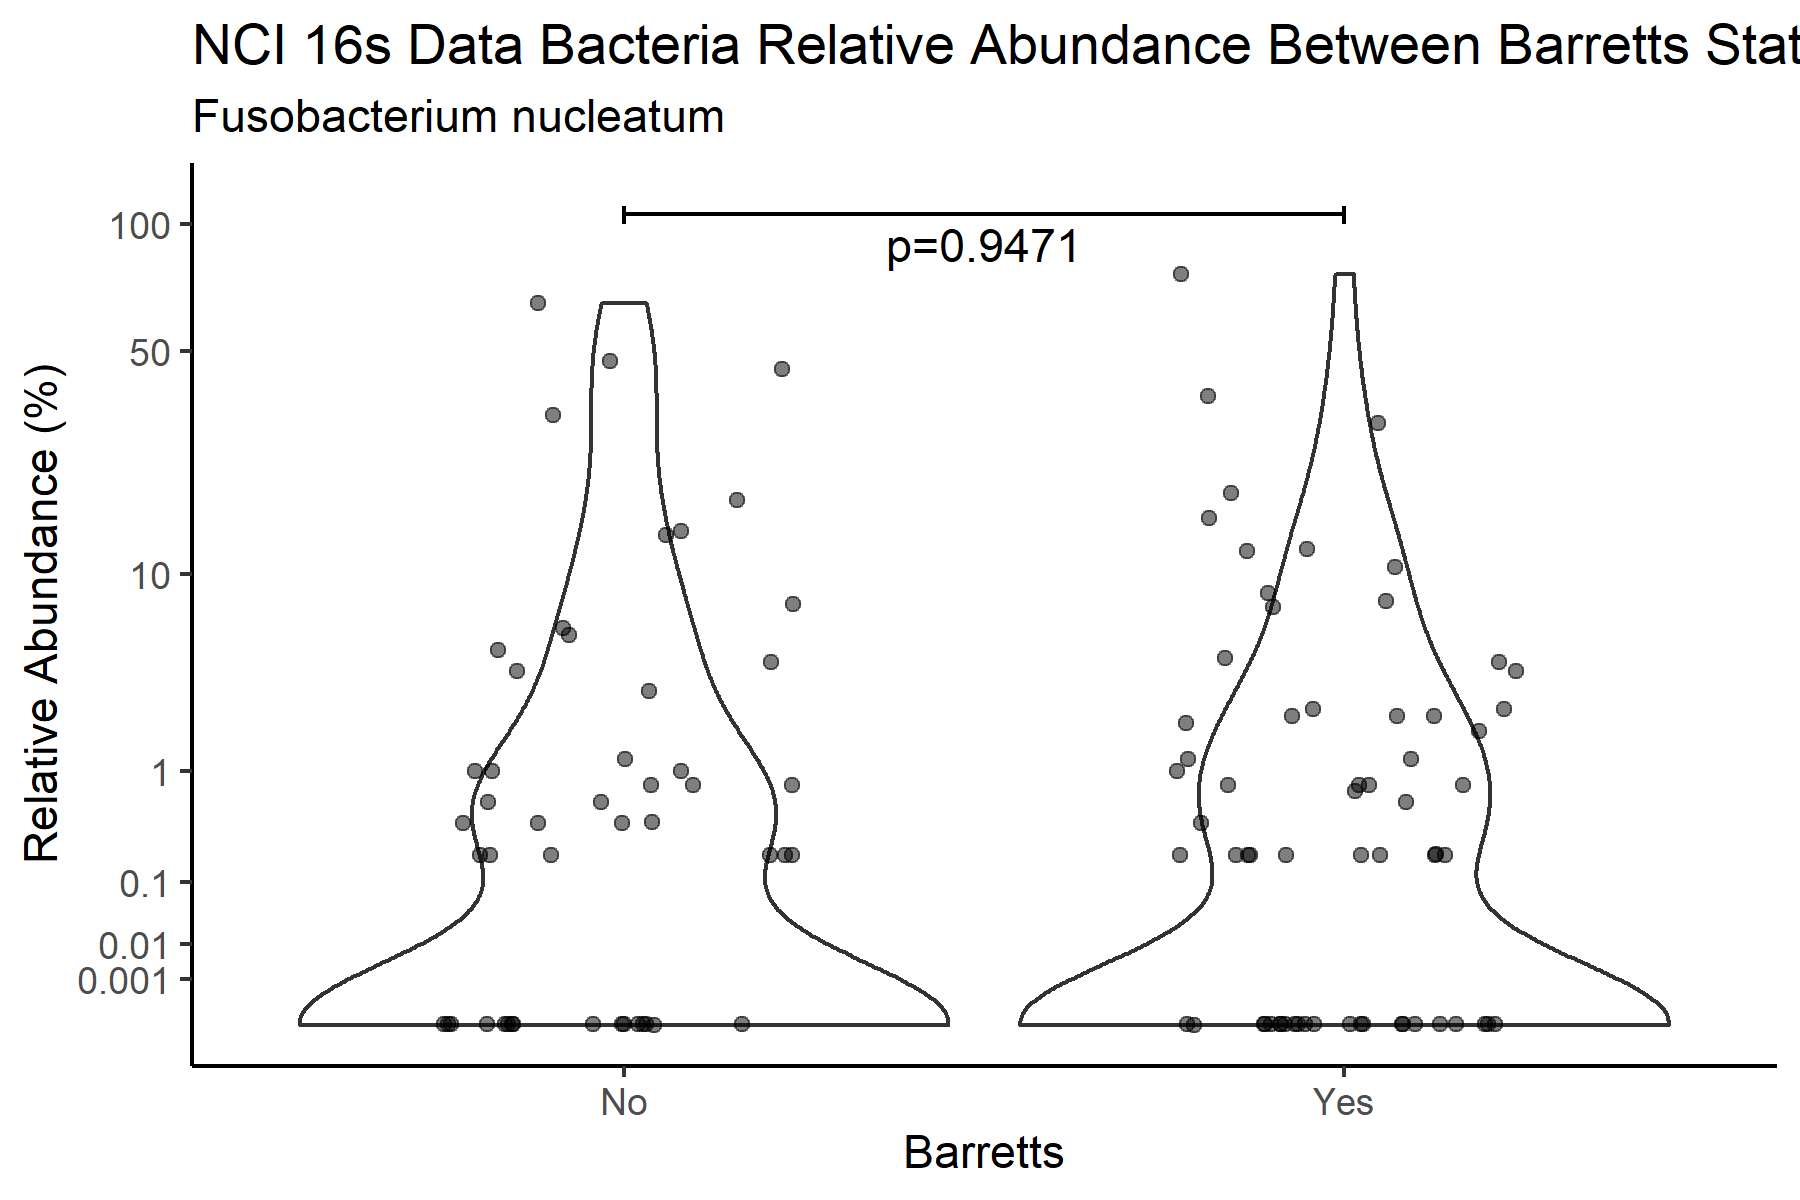 NCI 16s Data Bacteria Relative Abundance Between Barretts Stat
Fusobacterium nucleatum
Relative Abundance (%)
100
50
10
1
0.1
0.01
0.001
p=0.9471
No
Yes
Barretts